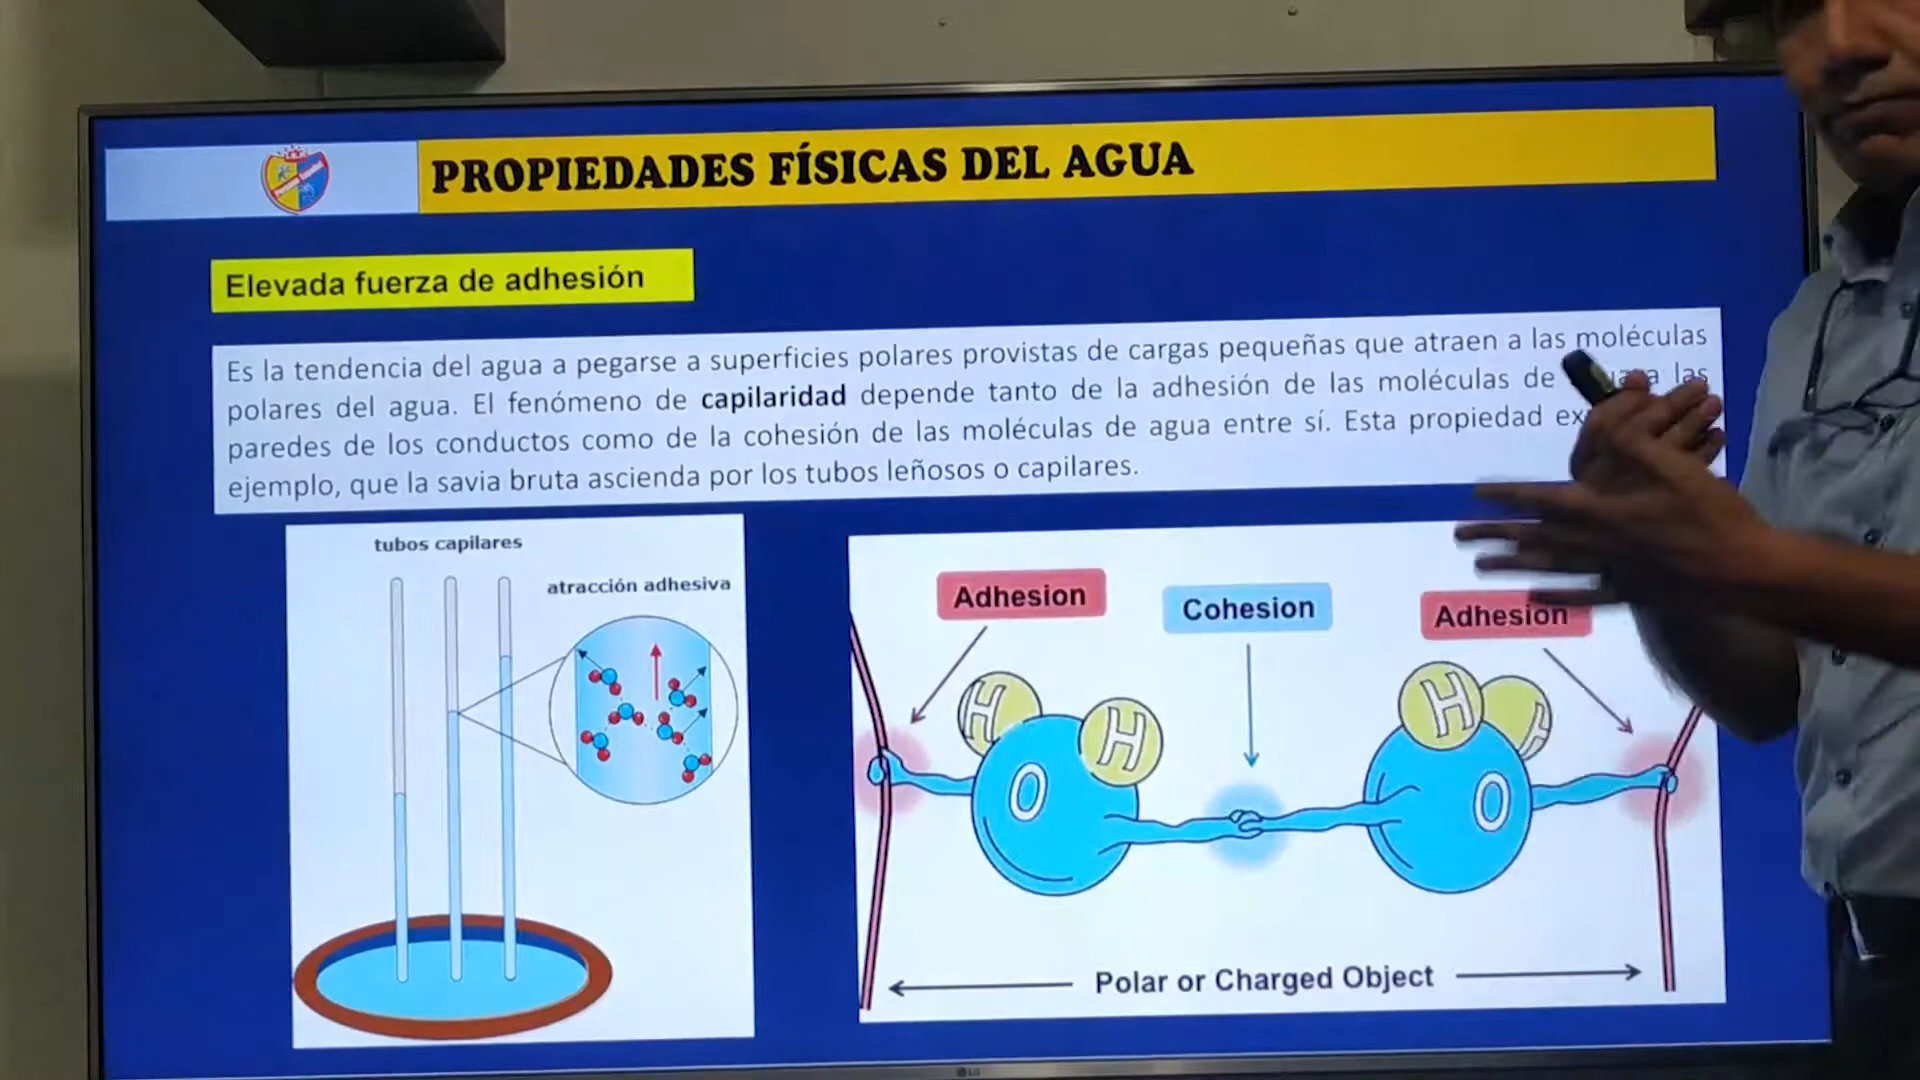 PROPIEDADES FÍSICAS DEL AGUA
Elevada fuerza de adhesión
Es la tendencia del agua a pegarse a superficies polares provistas de cargas pequeñas que atraen a las moléculas
polares del agua. El fenómeno de capilaridad depende tanto de la adhesión de las moléculas de a las
paredes de los conductos como de la cohesión de las moléculas de agua entre sí. Esta propiedad
ejemplo, que la savia bruta ascienda por los tubos leñosos o capilares.
tubos capilares
atracción adhesiva
Adhesion
Cohesion
Adhesion
H
H
O
H
H
O
Polar or Charged Object
LG